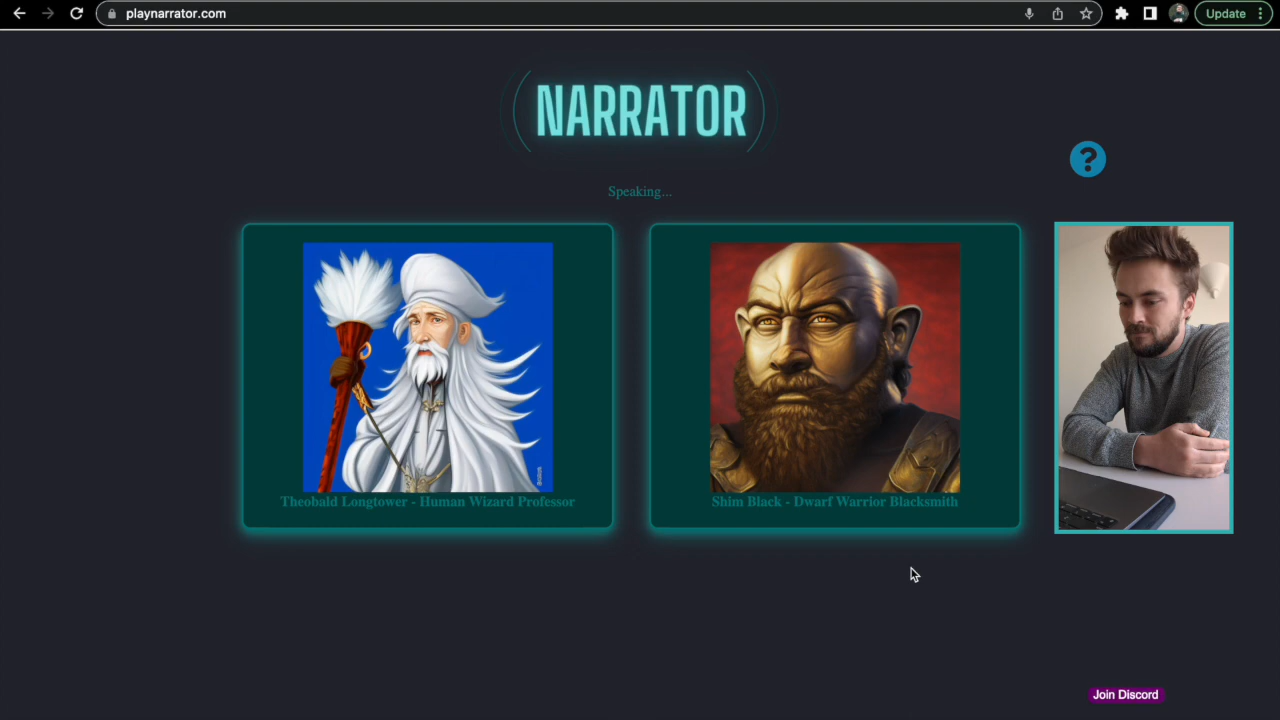 playnarrator.com
Update
NARRATOR
?
Speaking...
Theobald Longtower - Human Wizard Professor
Shim Black - Dwarf Warrior Blacksmith
Join Discord